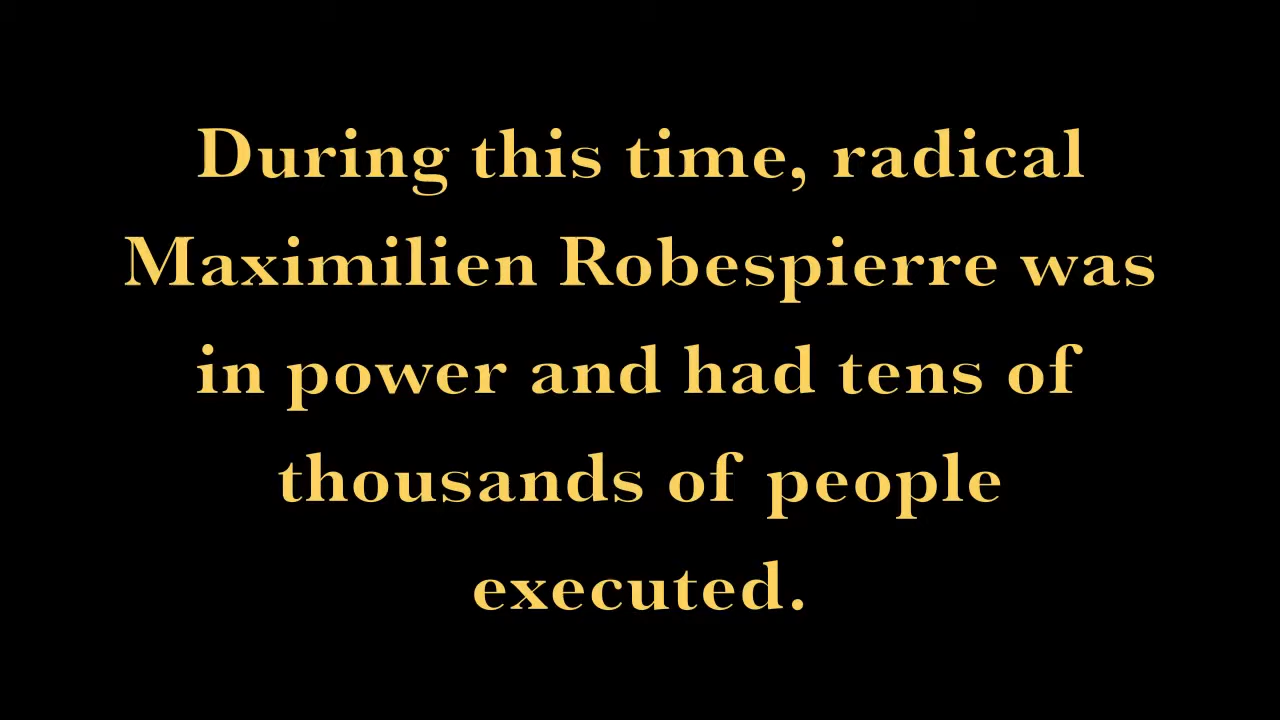 During this time, radical
Maximilien Robespierre was
in power and had tens of
thousands of people
executed.